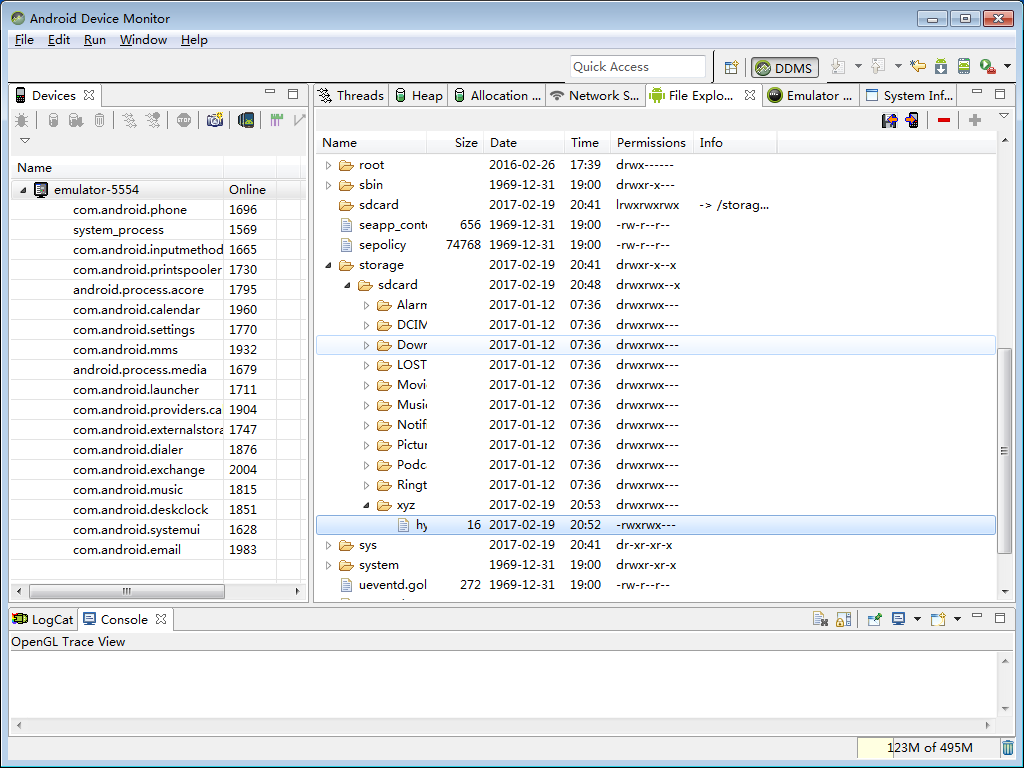 Android Device Monitor
File Edit Run Window Help
Quick Access DDMS
Devices
Name
emulator-5554 Online
com.android.phone 1696
system_process 1569
com.android.inputmethod 1665
com.android.printspooler 1730
android.process.acore 1795
com.android.calendar 1960
com.android.settings 1770
com.android.mms 1932
android.process.media 1679
com.android.launcher 1711
com.android.providers.ca 1904
com.android.externalstora 1747
com.android.dialer 1876
com.android.exchange 2004
com.android.music 1815
com.android.deskclock 1851
com.android.systemui 1628
com.android.email 1983
Threads Heap Allocation ... Network S... File Explo... Emulator ... System Inf...
Name Size Date Time Permissions Info
root 2016-02-26 17:39 drwx------
sbin 1969-12-31 19:00 drwxr-x---
sdcard 2017-02-19 20:41 lrwxrwxrwx -> /storag...
seapp_conte 656 1969-12-31 19:00 -rw-r--r--
sepolicy 74768 1969-12-31 19:00 -rw-r--r--
storage 2017-02-19 20:41 drwxr-x--x
sdcard 2017-02-19 20:48 drwxrwx--x
Alarm 2017-01-12 07:36 drwxrwx---
DCIM 2017-01-12 07:36 drwxrwx---
Down 2017-01-12 07:36 drwxrwx---
LOST 2017-01-12 07:36 drwxrwx---
Movi 2017-01-12 07:36 drwxrwx---
Music 2017-01-12 07:36 drwxrwx---
Notif 2017-01-12 07:36 drwxrwx---
Pictur 2017-01-12 07:36 drwxrwx---
Podc 2017-01-12 07:36 drwxrwx---
Ringt 2017-01-12 07:36 drwxrwx---
xyz 2017-02-19 20:53 drwxrwx---
hy 16 2017-02-19 20:52 -rwxrwx---
sys 2017-02-19 20:41 dr-xr-xr-x
system 2017-02-19 20:41 drwxr-xr-x
ueventd.gol 272 1969-12-31 19:00 -rw-r--r--
LogCat Console
OpenGL Trace View
123M of 495M